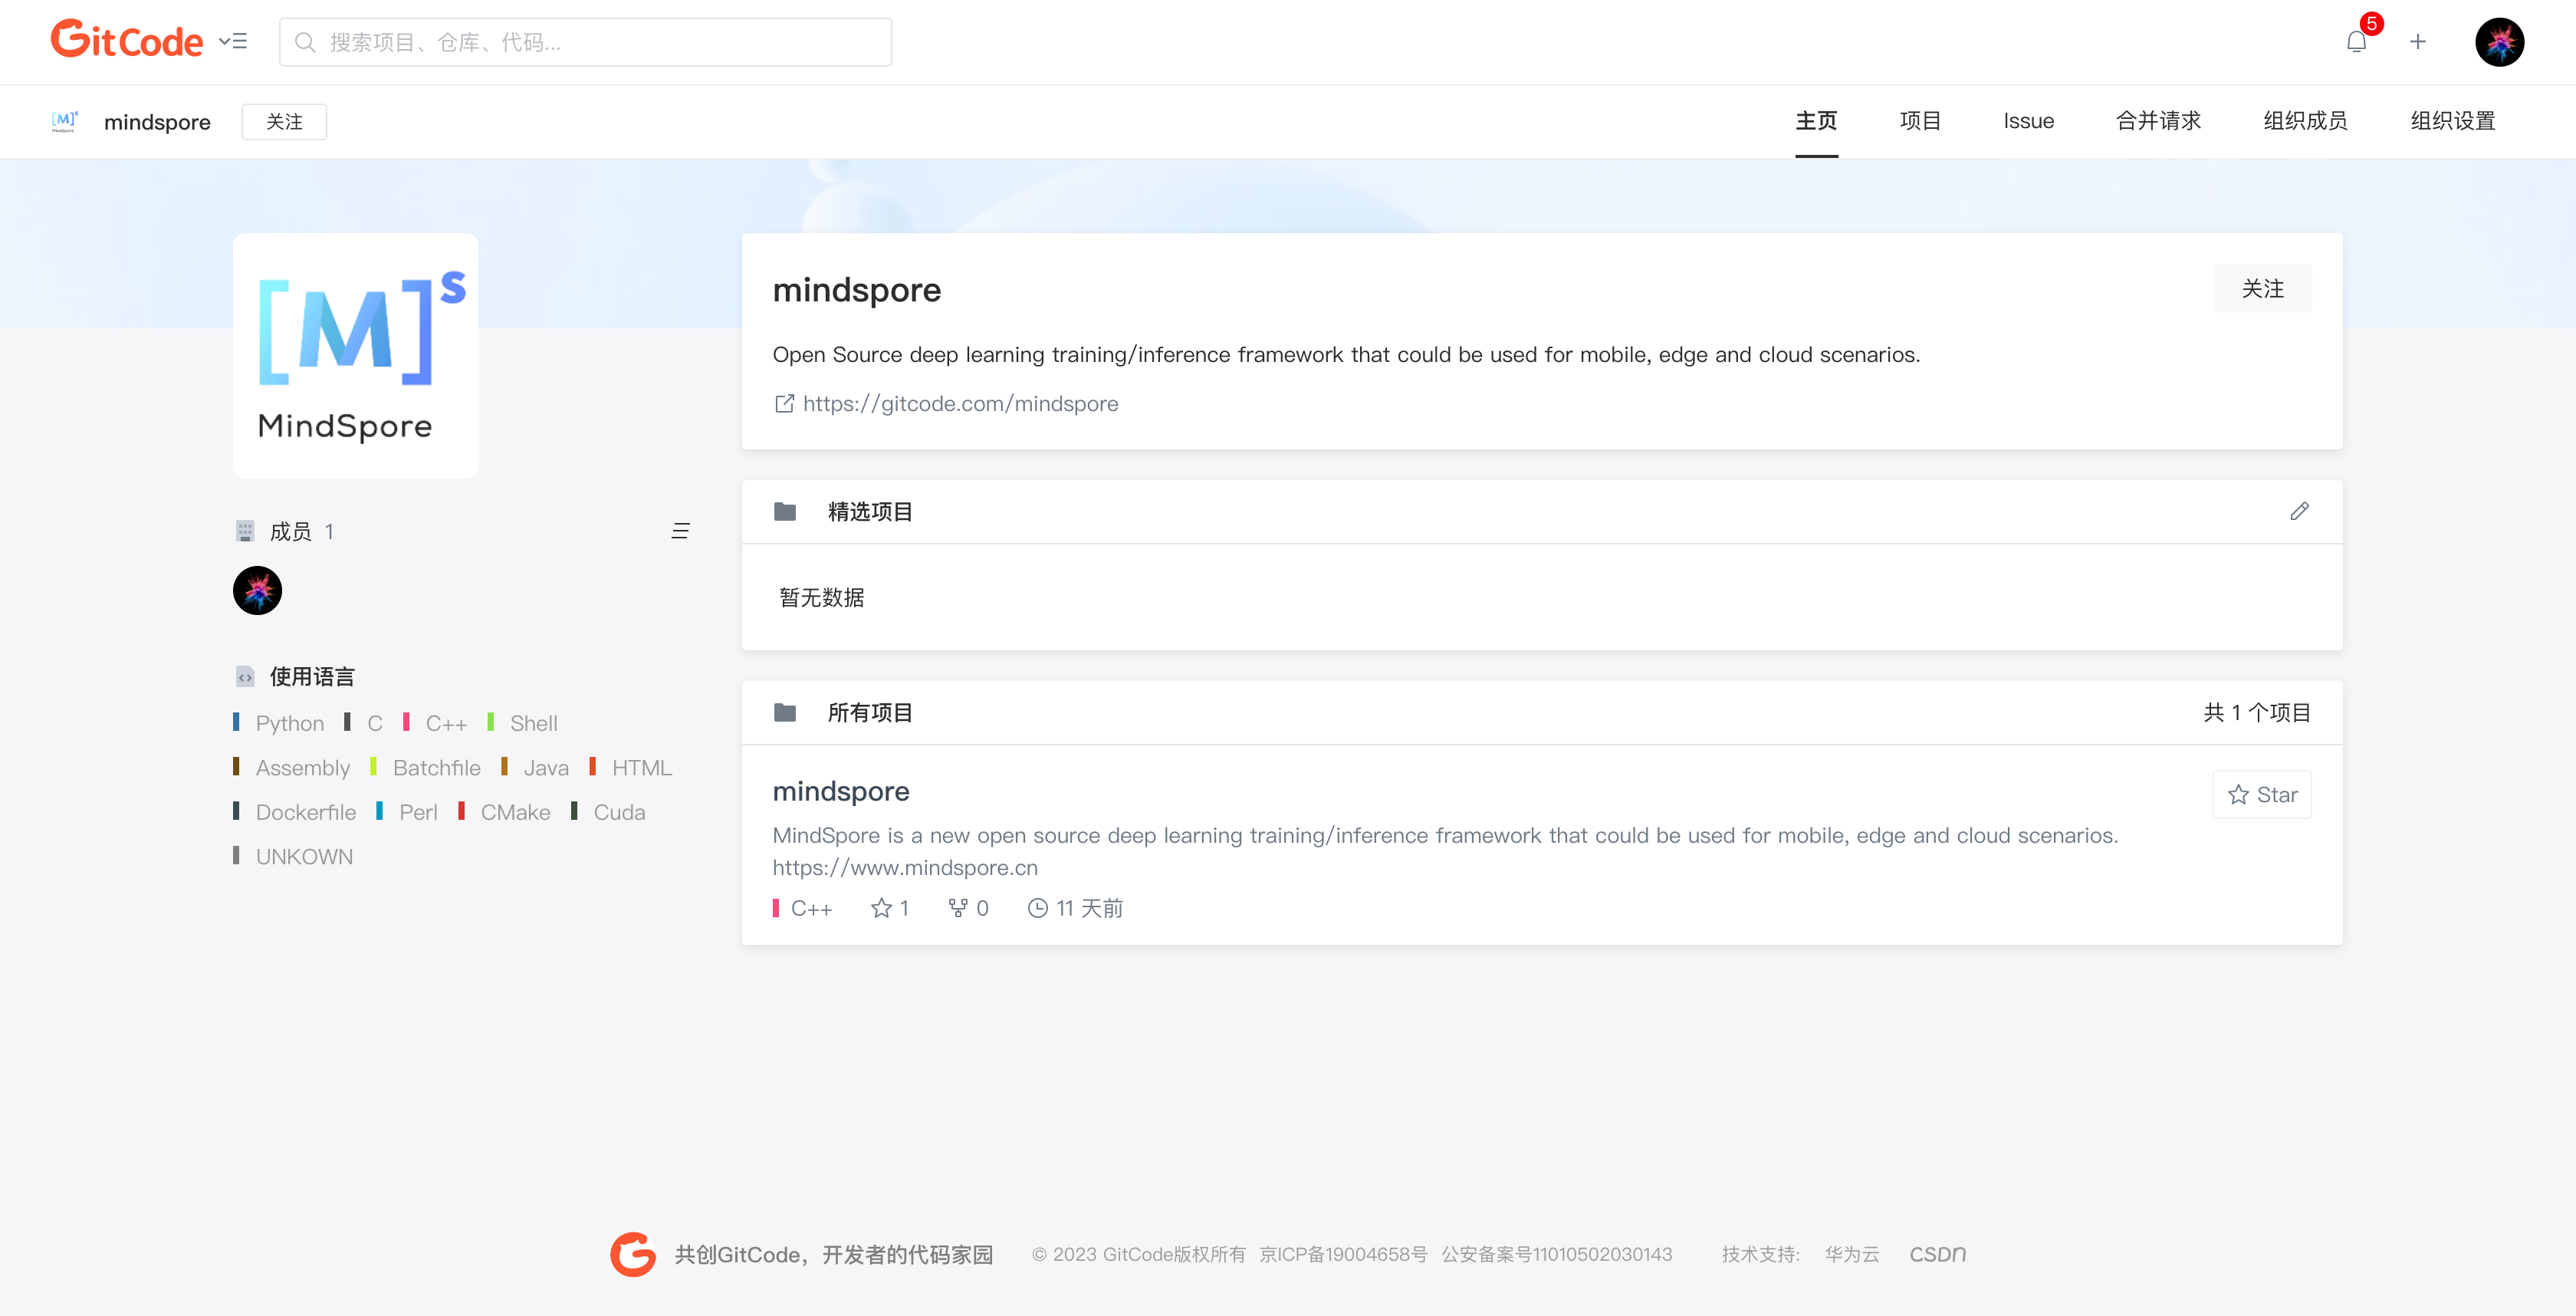 GitCode
搜索项目、仓库、代码...
5
[M]s
MindSpore
mindspore
关注
主页
项目
Issue
合并请求
组织成员
组织设置
[M]s
MindSpore
成员 1
使用语言
Python C C++ Shell
Assembly Batchfile Java HTML
Dockerfile Perl CMake Cuda
UNKOWN
mindspore
关注
Open Source deep learning training/inference framework that could be used for mobile, edge and cloud scenarios.
https://gitcode.com/mindspore
精选项目
暂无数据
所有项目
共 1 个项目
mindspore
Star
MindSpore is a new open source deep learning training/inference framework that could be used for mobile, edge and cloud scenarios.
https://www.mindspore.cn
C++ 1 0 11 天前
共创GitCode，开发者的代码家园 © 2023 GitCode版权所有 京ICP备19004658号 公安备案号11010502030143 技术支持: 华为云 CSDN